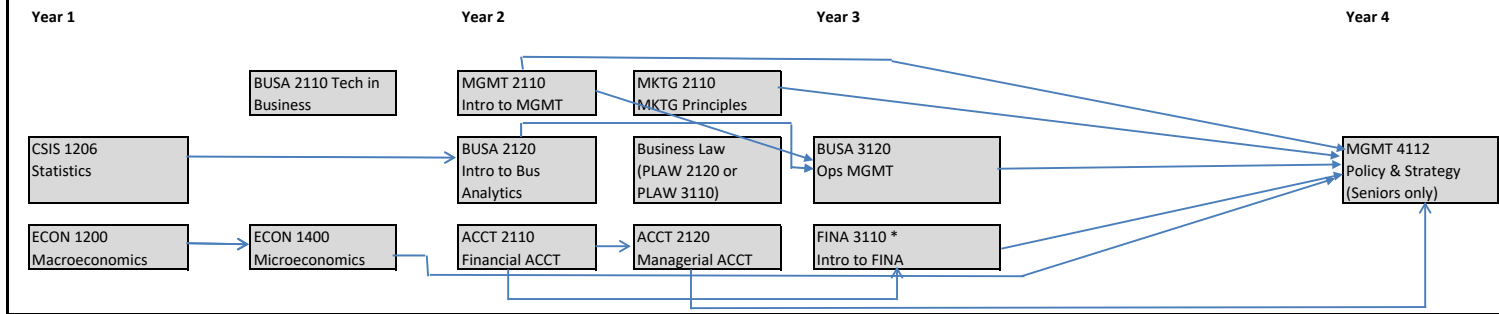 Year 1
Year 2
Year 3
Year 4
BUSA 2110 Tech in
Business
MGMT 2110
Intro to MGMT
MKTG 2110
MKTG Principles
CSIS 1206
Statistics
BUSA 2120
Intro to Bus
Analytics
Business Law
(PLAW 2120 or
PLAW 3110)
BUSA 3120
Ops MGMT
MGMT 4112
Policy & Strategy
(Seniors only)
ECON 1200
Macroeconomics
ECON 1400
Microeconomics
ACCT 2110
Financial ACCT
ACCT 2120
Managerial ACCT
FINA 3110 *
Intro to FINA